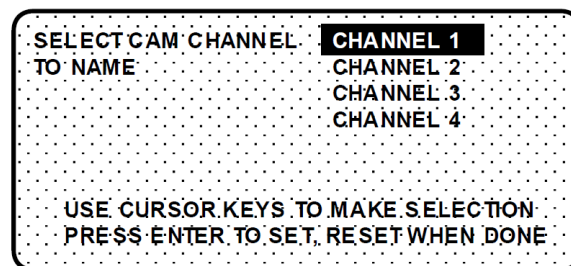 SELECT CAM CHANNEL CHANNEL 1
TO NAME CHANNEL 2
CHANNEL 3
CHANNEL 4
USE CURSOR KEYS TO MAKE SELECTION
PRESS ENTER TO SET, RESET WHEN DONE